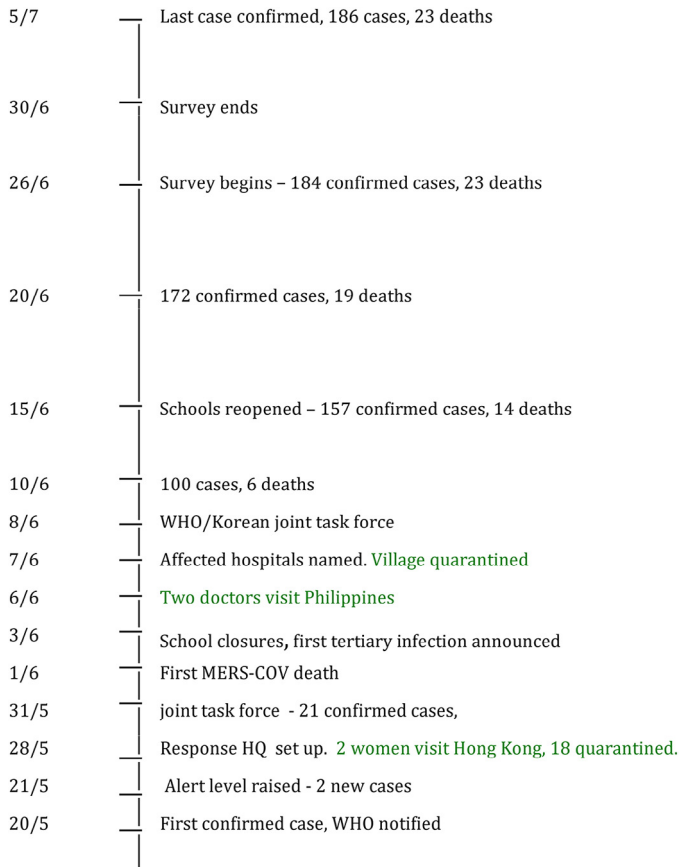 5/7 Last case confirmed, 186 cases, 23 deaths
30/6 Survey ends
26/6 Survey begins – 184 confirmed cases, 23 deaths
20/6 172 confirmed cases, 19 deaths
15/6 Schools reopened – 157 confirmed cases, 14 deaths
10/6 100 cases, 6 deaths
8/6 WHO/Korean joint task force
7/6 Affected hospitals named. Village quarantined
6/6 Two doctors visit Philippines
3/6 School closures, first tertiary infection announced
1/6 First MERS-COV death
31/5 joint task force - 21 confirmed cases,
28/5 Response HQ set up. 2 women visit Hong Kong, 18 quarantined.
21/5 Alert level raised - 2 new cases
20/5 First confirmed case, WHO notified